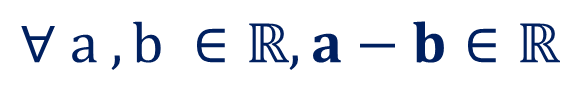 ∀ a ,b ∈ ℝ, a − b ∈ ℝ